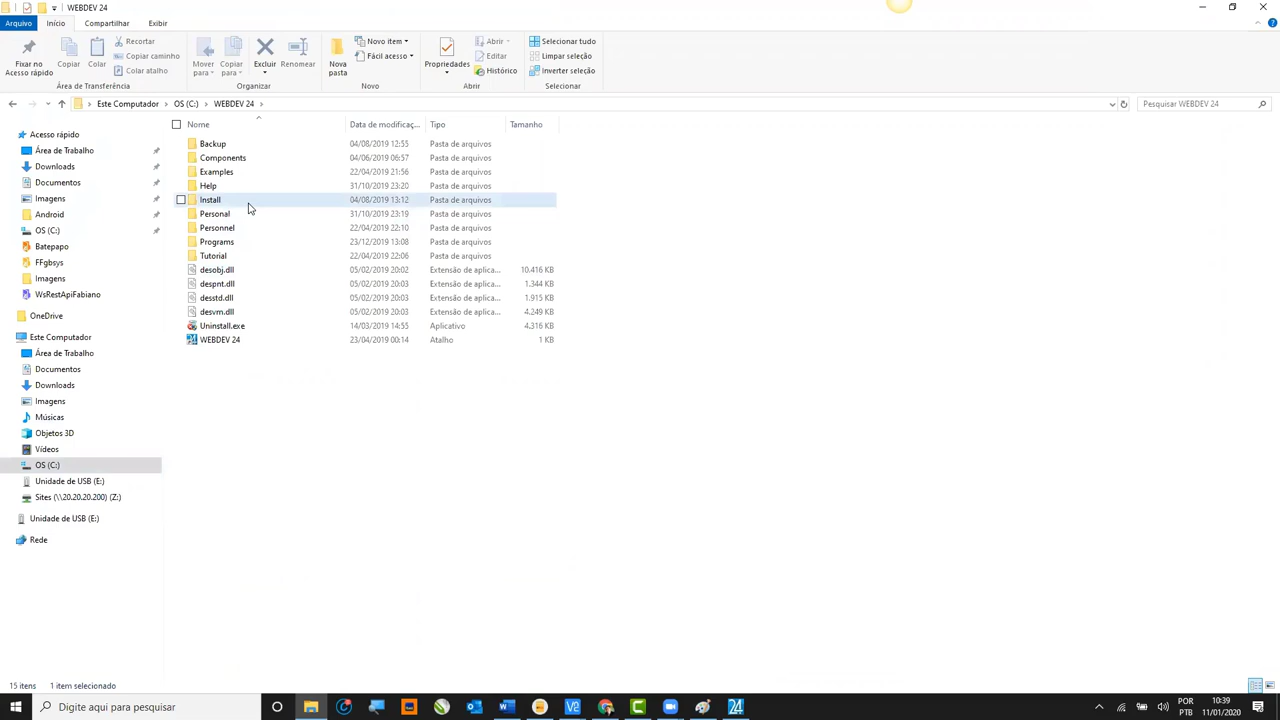 WEBDEV 24
Arquivo Início Compartilhar Exibir
Fixar no Acesso rápido
Copiar
Colar
Recortar
Copiar caminho
Colar atalho
Área de Transferência
Mover para
Copiar para
Excluir
Renomear
Organizar
Nova pasta
Novo item
Fácil acesso
Novo
Propriedades
Abrir
Editar
Histórico
Abrir
Selecionar tudo
Limpar seleção
Inverter seleção
Selecionar
Este Computador OS (C:) WEBDEV 24
Pesquisar WEBDEV 24
Acesso rápido
Área de Trabalho
Downloads
Documentos
Imagens
Android
OS (C:)
Batepapo
FFgbsys
Imagens
WsRestApiFabiano
OneDrive
Este Computador
Área de Trabalho
Documentos
Downloads
Imagens
Músicas
Objetos 3D
Vídeos
OS (C:)
Unidade de USB (E:)
Sites (\\20.20.20.200) (Z:)
Unidade de USB (E:)
Rede
Nome Data de modificaç... Tipo Tamanho
Backup 04/08/2019 12:55 Pasta de arquivos
Components 04/06/2019 06:57 Pasta de arquivos
Examples 22/04/2019 21:56 Pasta de arquivos
Help 31/10/2019 23:20 Pasta de arquivos
Install 04/08/2019 13:12 Pasta de arquivos
Personal 31/10/2019 23:19 Pasta de arquivos
Personnel 22/04/2019 22:10 Pasta de arquivos
Programs 23/12/2019 13:08 Pasta de arquivos
Tutorial 22/04/2019 22:06 Pasta de arquivos
desobj.dll 05/02/2019 20:02 Extensão de aplica... 10.416 KB
despnt.dll 05/02/2019 20:03 Extensão de aplica... 1.344 KB
desstd.dll 05/02/2019 20:03 Extensão de aplica... 1.915 KB
desvm.dll 05/02/2019 20:03 Extensão de aplica... 4.249 KB
Uninstall.exe 14/03/2019 14:55 Aplicativo 4.316 KB
WEBDEV 24 23/04/2019 00:14 Atalho 1 KB
15 itens 1 item selecionado
Digite aqui para pesquisar
24
POR
PTB
10:39
11/01/2020